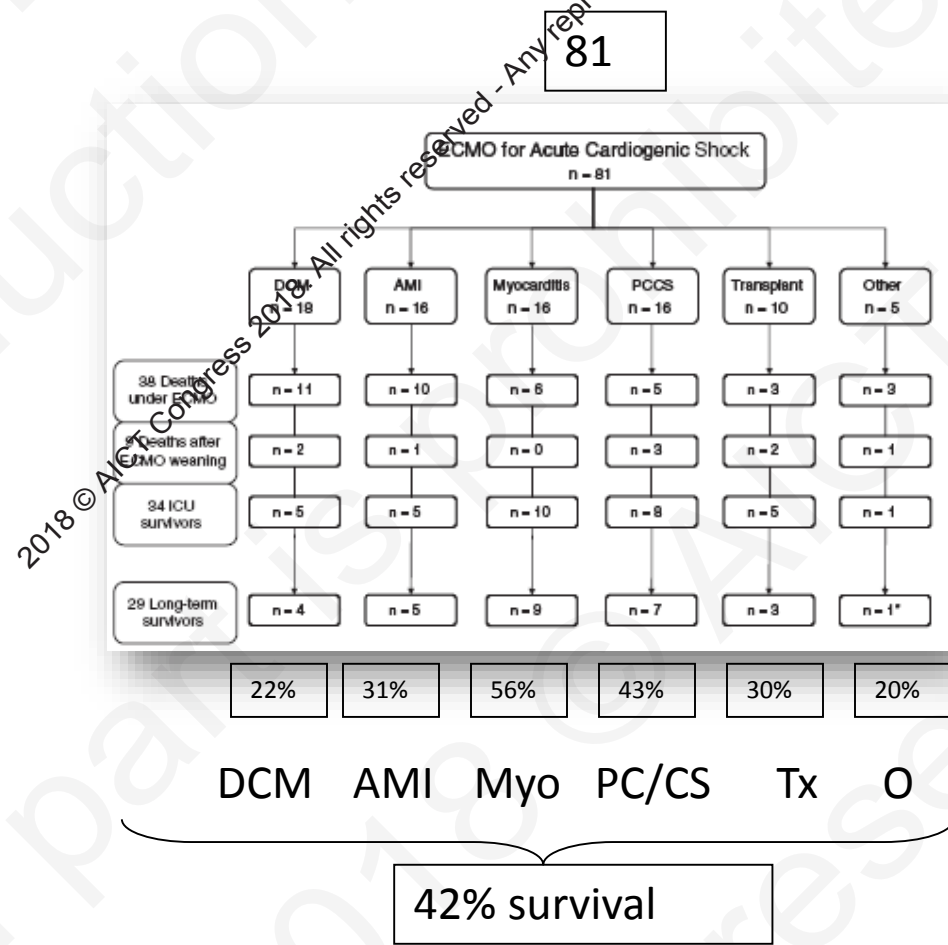 81
ECMO for Acute Cardiogenic Shock
n = 81
DCM
n = 18
AMI
n = 16
Myocarditis
n = 16
PCCS
n = 16
Transplant
n = 10
Other
n = 5
38 Deaths
under ECMO
n = 11
n = 10
n = 6
n = 5
n = 3
n = 3
9 Deaths after
ECMO weaning
n = 2
n = 1
n = 0
n = 3
n = 2
n = 1
34 ICU
survivors
n = 5
n = 5
n = 10
n = 8
n = 5
n = 1
29 Long-term
survivors
n = 4
n = 5
n = 9
n = 7
n = 3
n = 1*
22%
31%
56%
43%
30%
20%
DCM
AMI
Myo
PC/CS
Tx
O
42% survival
2018 © AICT Congress 2018. All rights reserved - Any
part is prohibite
2018 © AICT